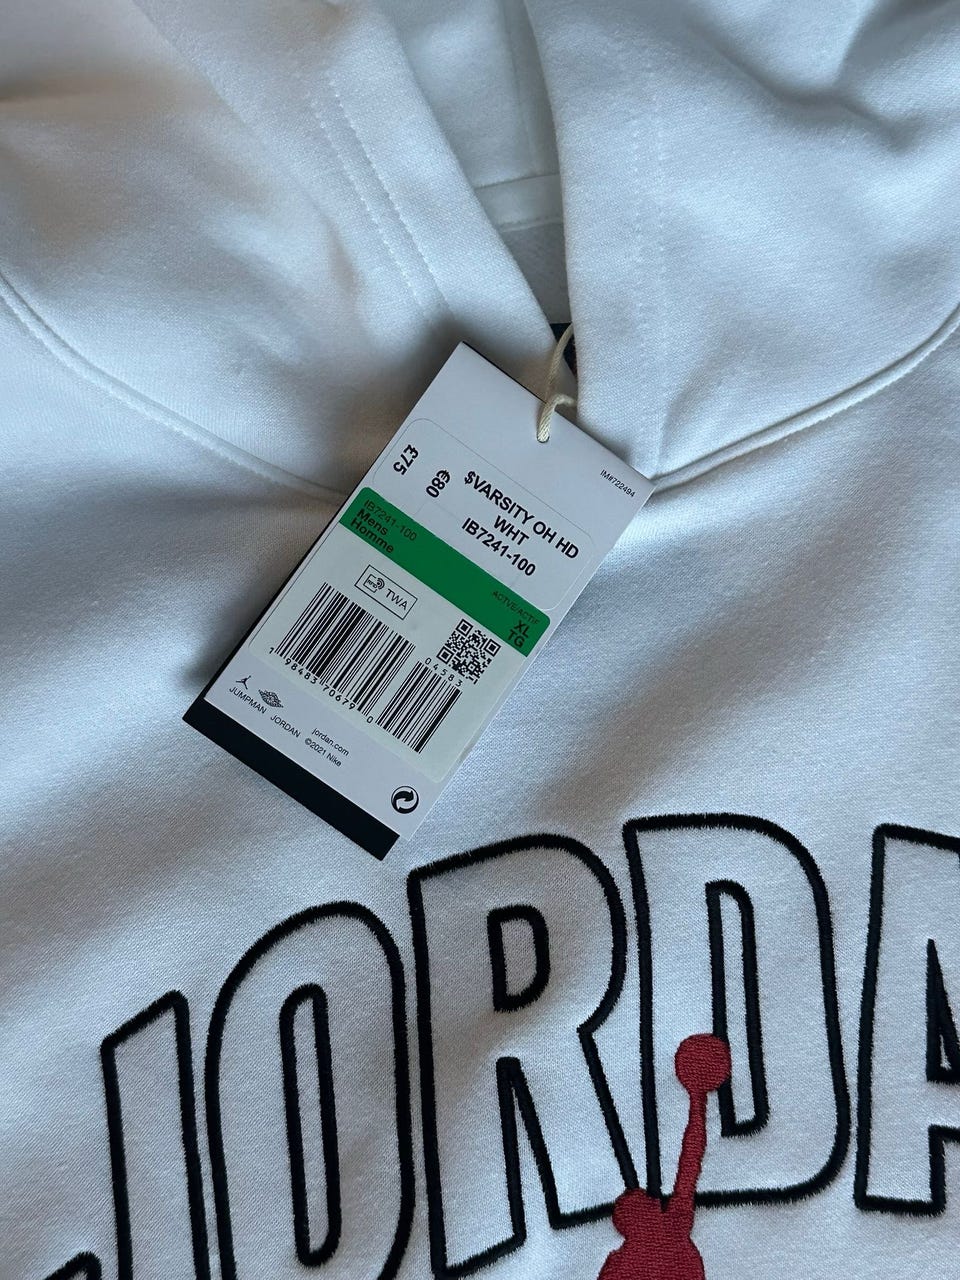 IM#722494
£75
€80
$VARSITY OH HD
WHT
IB7241-100
IB7241-100
Mens
Homme
ACTVE/ACTIF
XL
TG
RFID
TWA
04583
1 98483 70679 0
JUMPMAN
JORDAN
jordan.com
©2021 Nike
JORDA